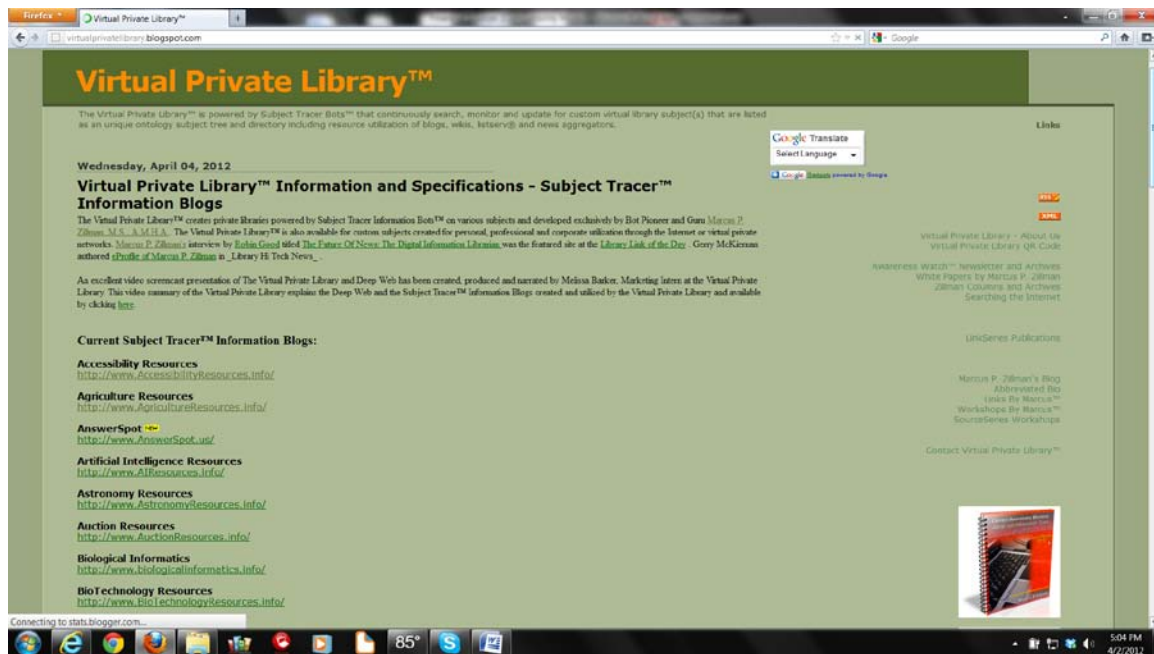 Firefox
Virtual Private Library™
virtualprivatelibrary.blogspot.com
Google
Virtual Private Library™
The Virtual Private Library™ is powered by Subject Tracer Bots™ that continuously search, monitor and update for custom virtual library subject(s) that are listed
as an unique ontology subject tree and directory including resource utilization of blogs, wikis, listserv® and news aggregators.
Links
Google Translate
Select Language
Google powered by Google
Wednesday, April 04, 2012
Virtual Private Library™ Information and Specifications - Subject Tracer™
Information Blogs
The Virtual Private Library™ creates private libraries powered by Subject Tracer Information Bots™ on various subjects and developed exclusively by Bot Pioneer and Guru Marcus P.
Zillman, M.S., A.M.H.A. The Virtual Private Library™ is also available for custom subjects created for personal, professional and corporate utilization through the Internet or virtual private
networks. Marcus P. Zillman's interview by Robin Good titled The Future Of News: The Digital Information Librarian was the featured site at the Library Link of the Day . Gerry McKiernan
authored eProfile of Marcus P. Zillman in _Library Hi Tech News_ .
An excellent video screencast presentation of The Virtual Private Library and Deep Web has been created, produced and narrated by Melissa Barker, Marketing Intern at the Virtual Private
Library. This video summary of the Virtual Private Library explains the Deep Web and the Subject Tracer™ Information Blogs created and utilized by the Virtual Private Library and available
by clicking here.
Current Subject Tracer™ Information Blogs:
Accessibility Resources
http://www.AccessibilityResources.info/
Agriculture Resources
http://www.AgricultureResources.info/
AnswerSpot NEW
http://www.AnswerSpot.us/
Artificial Intelligence Resources
http://www.AIResources.info/
Astronomy Resources
http://www.AstronomyResources.info/
Auction Resources
http://www.AuctionResources.info/
Biological Informatics
http://www.biologicalinformatics.info/
BioTechnology Resources
http://www.BioTechnologyResources.info/
RSS
XML
Virtual Private Library - About Us
Virtual Private Library QR Code
Awareness Watch™ Newsletter and Archives
White Papers by Marcus P. Zillman
Zillman Columns and Archives
Searching the Internet
LinkSeries Publications
Marcus P. Zillman's Blog
Abbreviated Bio
Links By Marcus™
Workshops By Marcus™
SourceSeries Workshops
Contact Virtual Private Library™
Connecting to stats.blogger.com...
85°
5:04 PM
4/2/2012